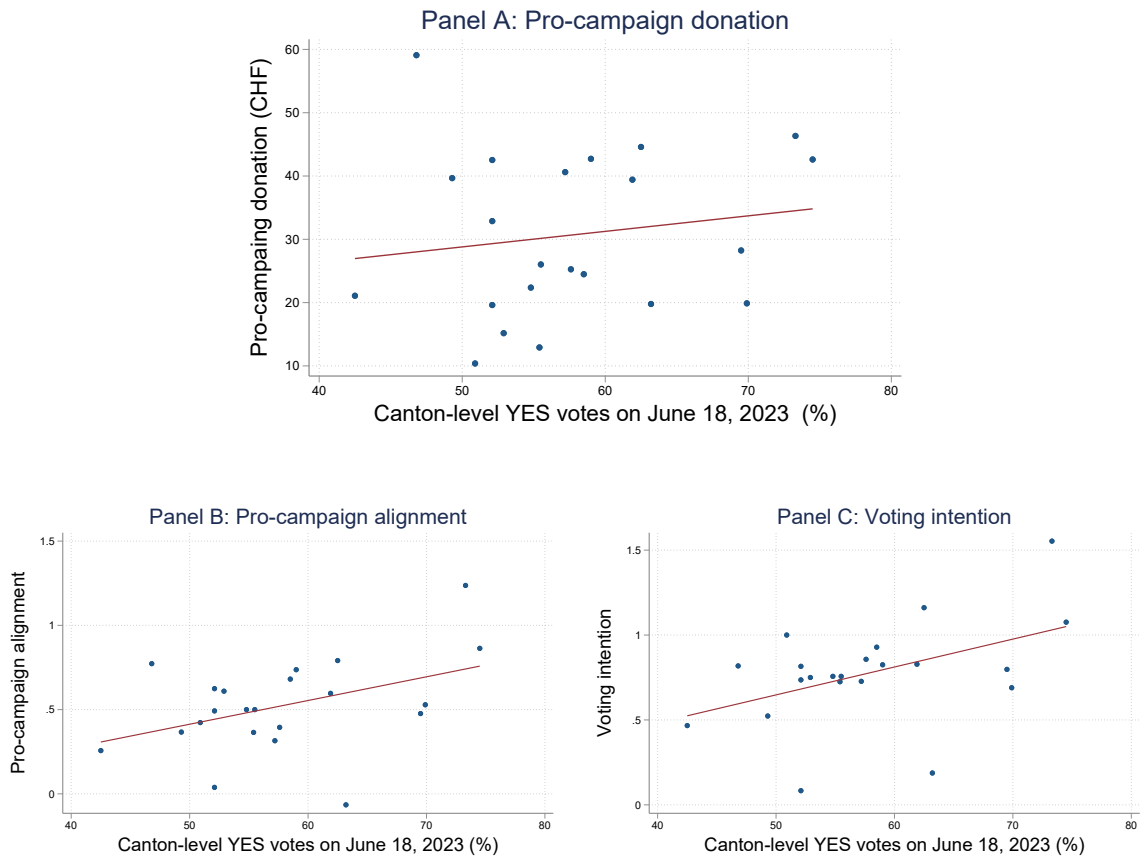 Panel A: Pro-campaign donation
Pro-campaing donation (CHF)
60
50
40
30
20
10
40 50 60 70 80
Canton-level YES votes on June 18, 2023 (%)
Panel B: Pro-campaign alignment
Pro-campaign alignment
1.5
1
.5
0
40 50 60 70 80
Canton-level YES votes on June 18, 2023 (%)
Panel C: Voting intention
Voting intention
1.5
1
.5
0
40 50 60 70 80
Canton-level YES votes on June 18, 2023 (%)